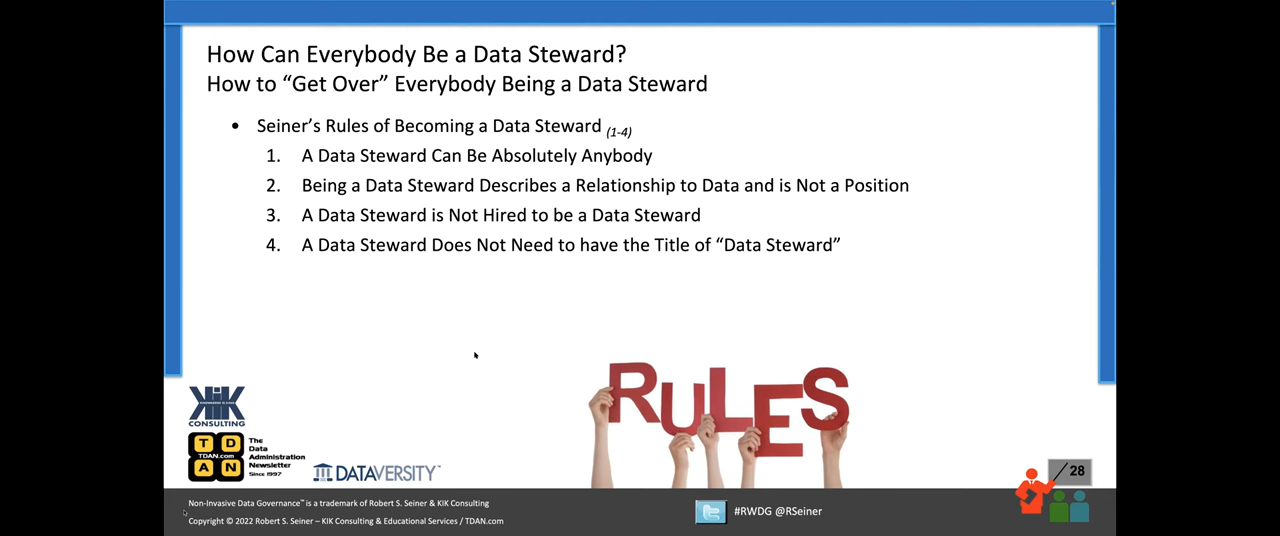 How Can Everybody Be a Data Steward?
How to “Get Over” Everybody Being a Data Steward
• Seiner’s Rules of Becoming a Data Steward (1-4)
1. A Data Steward Can Be Absolutely Anybody
2. Being a Data Steward Describes a Relationship to Data and is Not a Position
3. A Data Steward is Not Hired to be a Data Steward
4. A Data Steward Does Not Need to have the Title of “Data Steward”
RULES
KIK
CONSULTING
T D
TDAN.com
A N
The
Data
Administration
Newsletter
Since 1997
DATAVERSITY™
/ 28
Non-Invasive Data Governance™ is a trademark of Robert S. Seiner & KIK Consulting
Copyright © 2022 Robert S. Seiner – KIK Consulting & Educational Services / TDAN.com
#RWDG @RSeiner